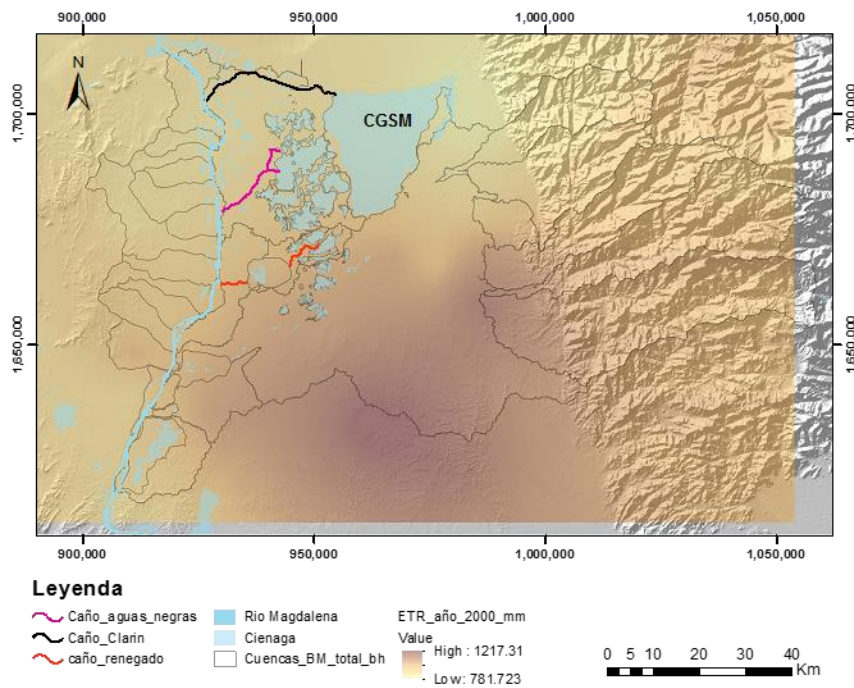 900,000 950,000 1,000,000 1,050,000
N
1,700,000 1,700,000
CGSM
1,650,000 1,650,000
900,000 950,000 1,000,000 1,050,000
Leyenda
Caño_aguas_negras Rio Magdalena ETR_año_2000_mm
Caño_Clarin Cienaga Value
caño_renegado Cuencas_BM_total_bh High : 1217.31
Low: 781.723
0 5 10 20 30 40
Km